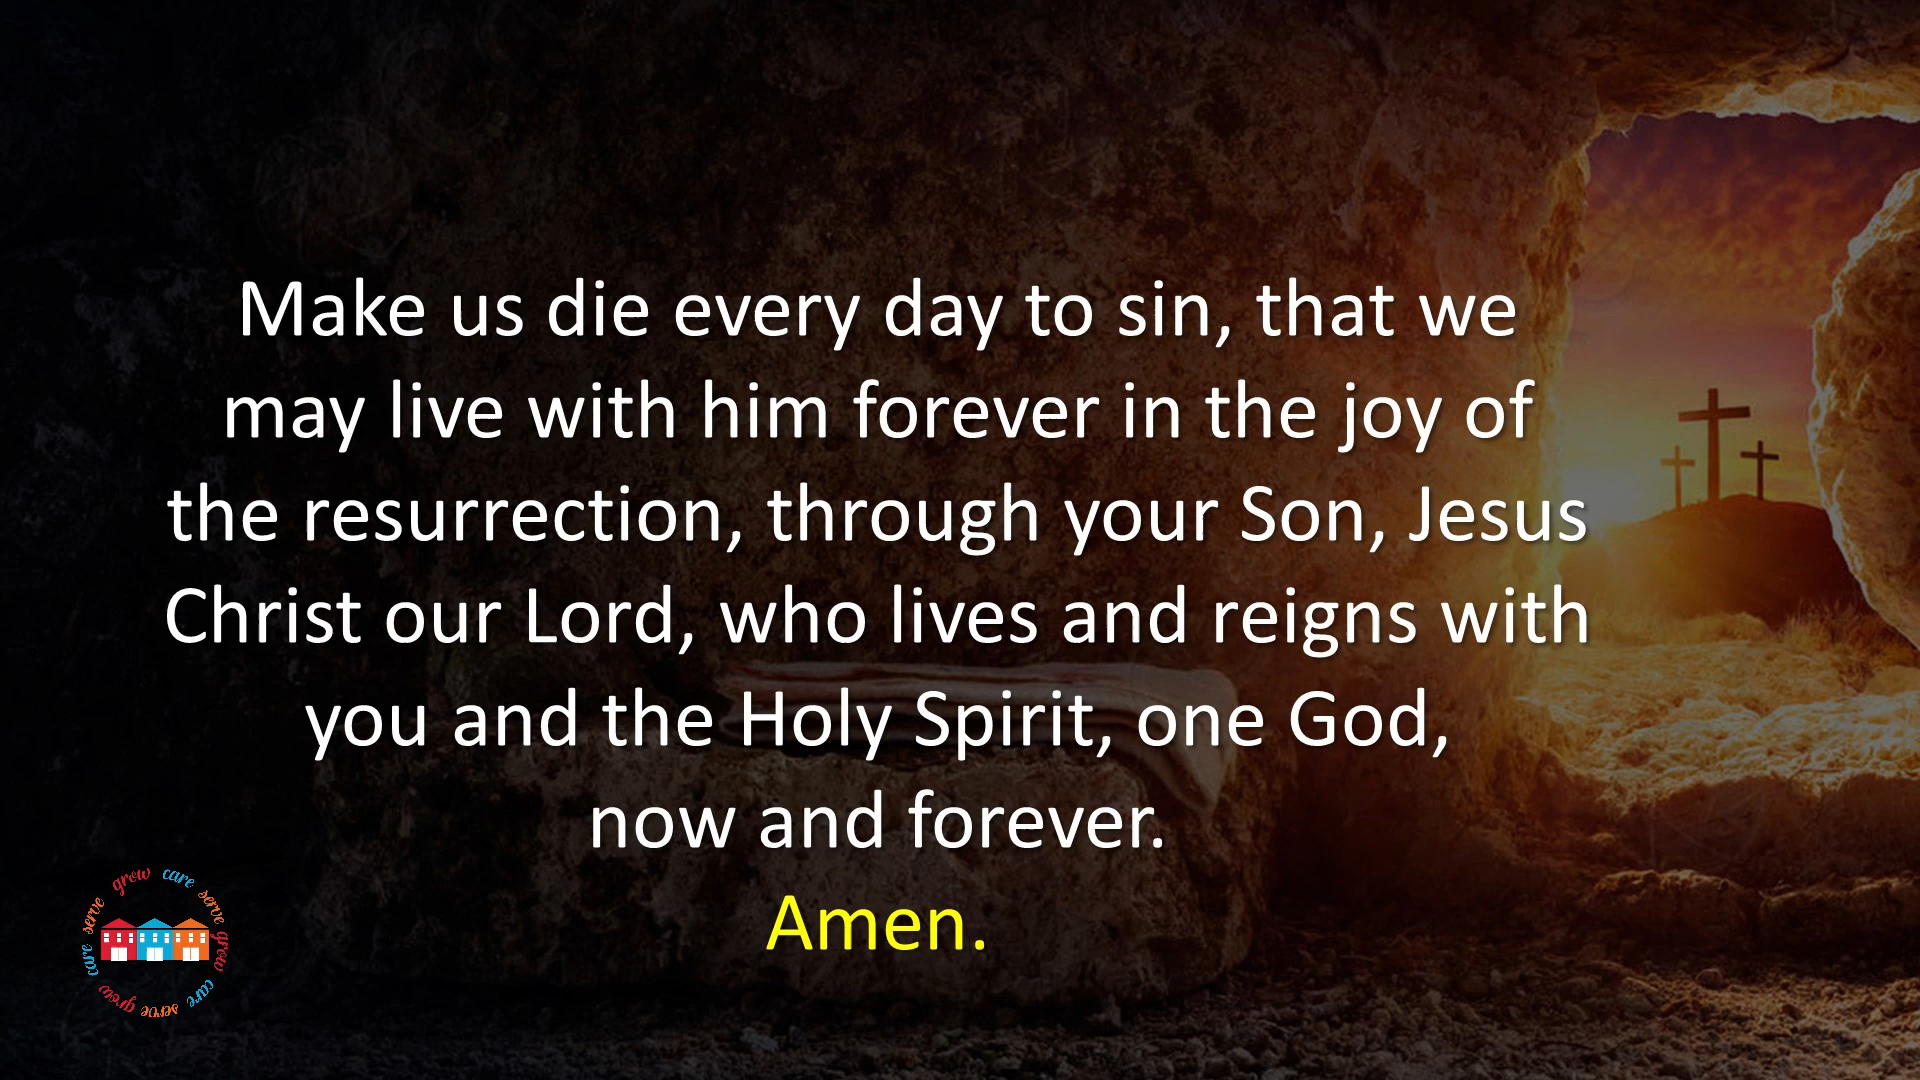 Make us die every day to sin, that we
may live with him forever in the joy of
the resurrection, through your Son, Jesus
Christ our Lord, who lives and reigns with
you and the Holy Spirit, one God,
now and forever.
Amen.
grow care serve grow care serve grow care serve